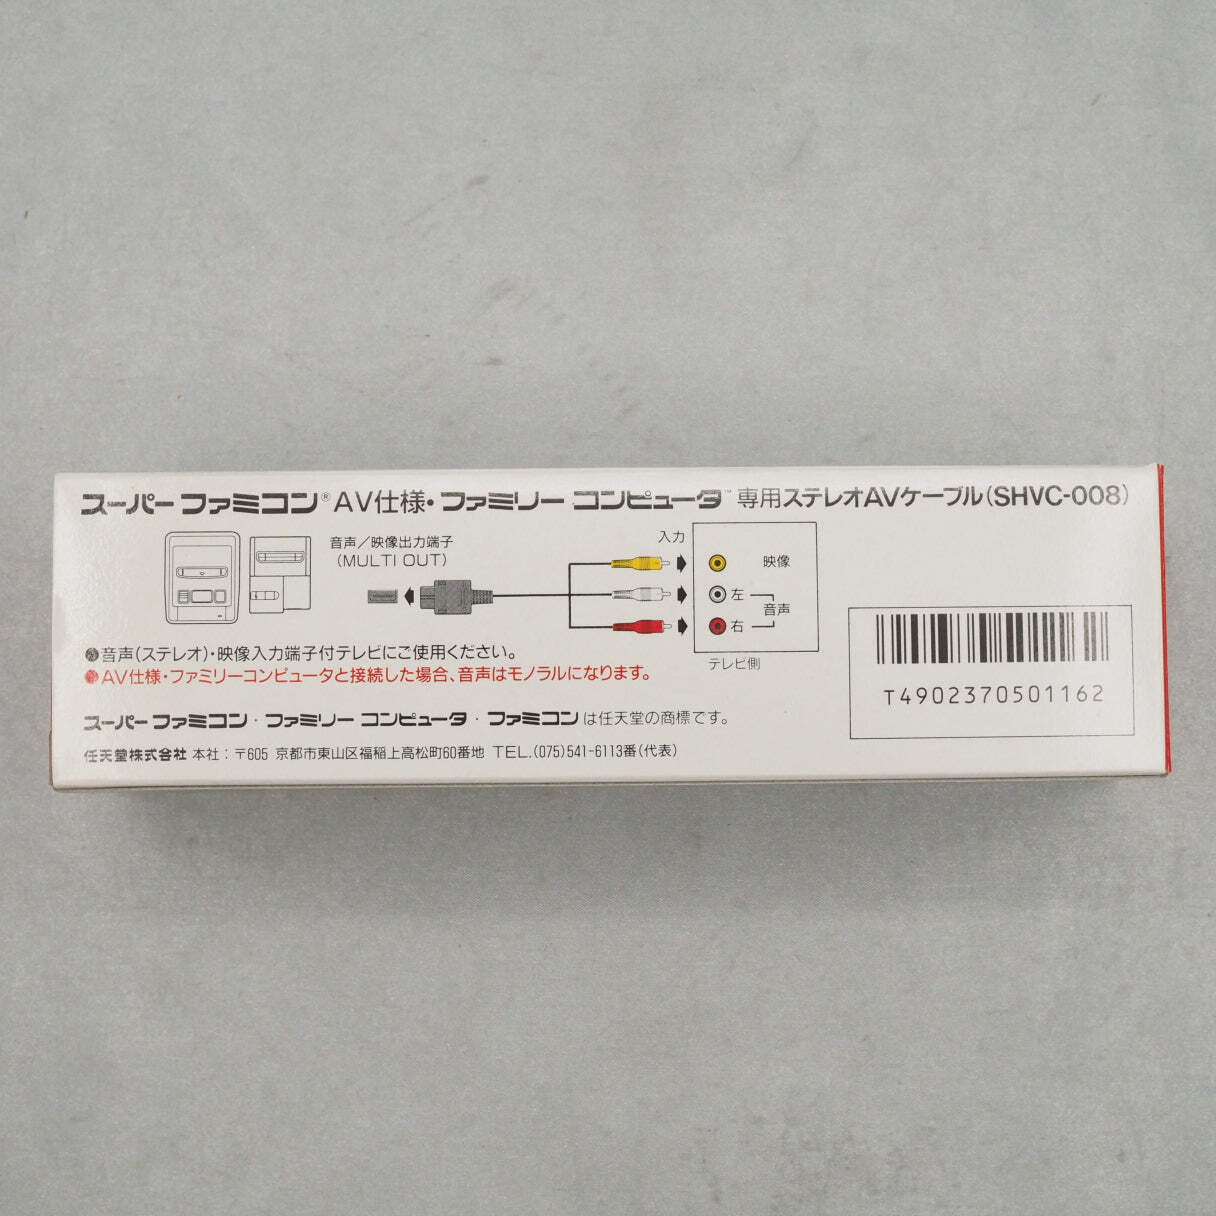 スーパーファミコン® AV仕様・ファミリーコンピュータ™ 専用ステレオAVケーブル(SHVC-008)
音声／映像出力端子
(MULTI OUT)
入力
映像
左
音声
右
テレビ側
●音声(ステレオ)・映像入力端子付テレビにご使用ください。
●AV仕様・ファミリーコンピュータと接続した場合、音声はモノラルになります。
T4902370501162
スーパーファミコン・ファミリーコンピュータ・ファミコンは任天堂の商標です。
任天堂株式会社 本社：〒605 京都市東山区福稲上高松町60番地 TEL.(075)541-6113番(代表)